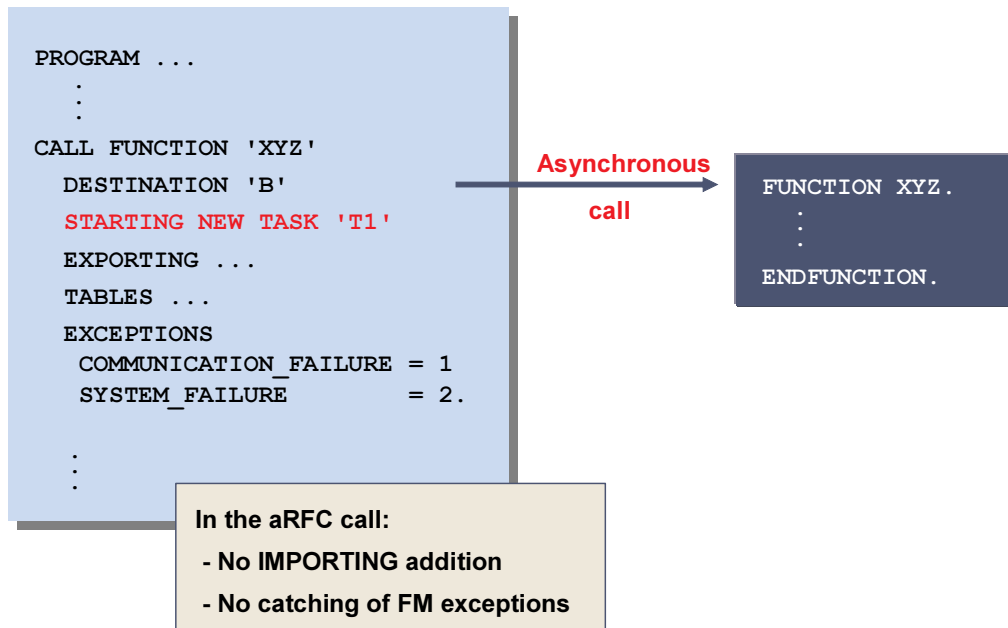 PROGRAM ...
.
.
.
CALL FUNCTION 'XYZ'
DESTINATION 'B'
STARTING NEW TASK 'T1'
EXPORTING ...
TABLES ...
EXCEPTIONS
COMMUNICATION_FAILURE = 1
SYSTEM_FAILURE = 2.
.
.
.
Asynchronous
call
FUNCTION XYZ.
.
.
.
ENDFUNCTION.
In the aRFC call:
- No IMPORTING addition
- No catching of FM exceptions